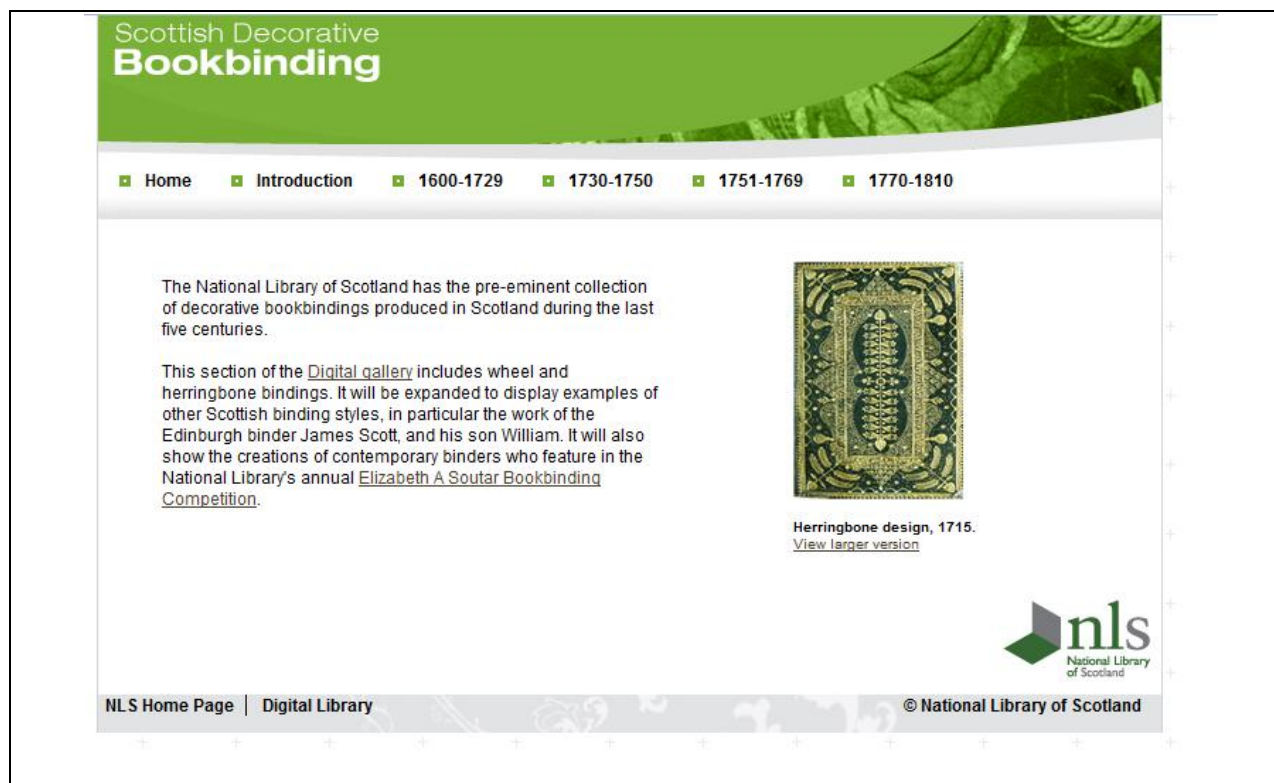 Scottish Decorative
Bookbinding
Home Introduction 1600-1729 1730-1750 1751-1769 1770-1810
The National Library of Scotland has the pre-eminent collection
of decorative bookbindings produced in Scotland during the last
five centuries.
This section of the Digital gallery includes wheel and
herringbone bindings. It will be expanded to display examples of
other Scottish binding styles, in particular the work of the
Edinburgh binder James Scott, and his son William. It will also
show the creations of contemporary binders who feature in the
National Library's annual Elizabeth A Soutar Bookbinding
Competition.
Herringbone design, 1715.
View larger version
nls
National Library
of Scotland
NLS Home Page | Digital Library © National Library of Scotland